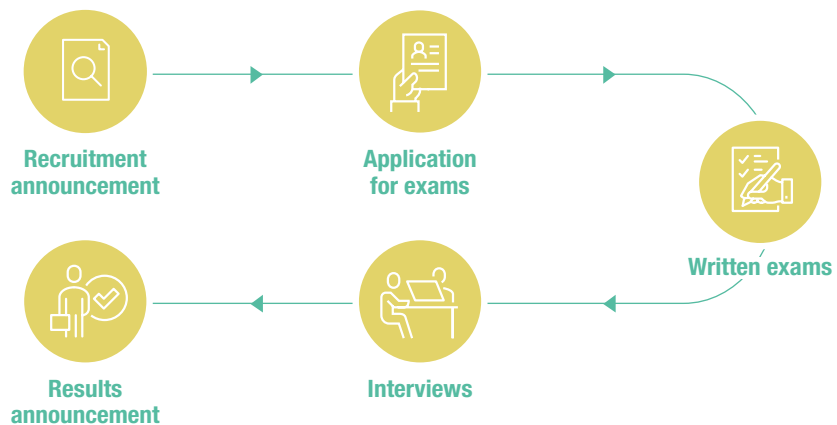 Recruitment
announcement
Application
for exams
Written exams
Interviews
Results
announcement